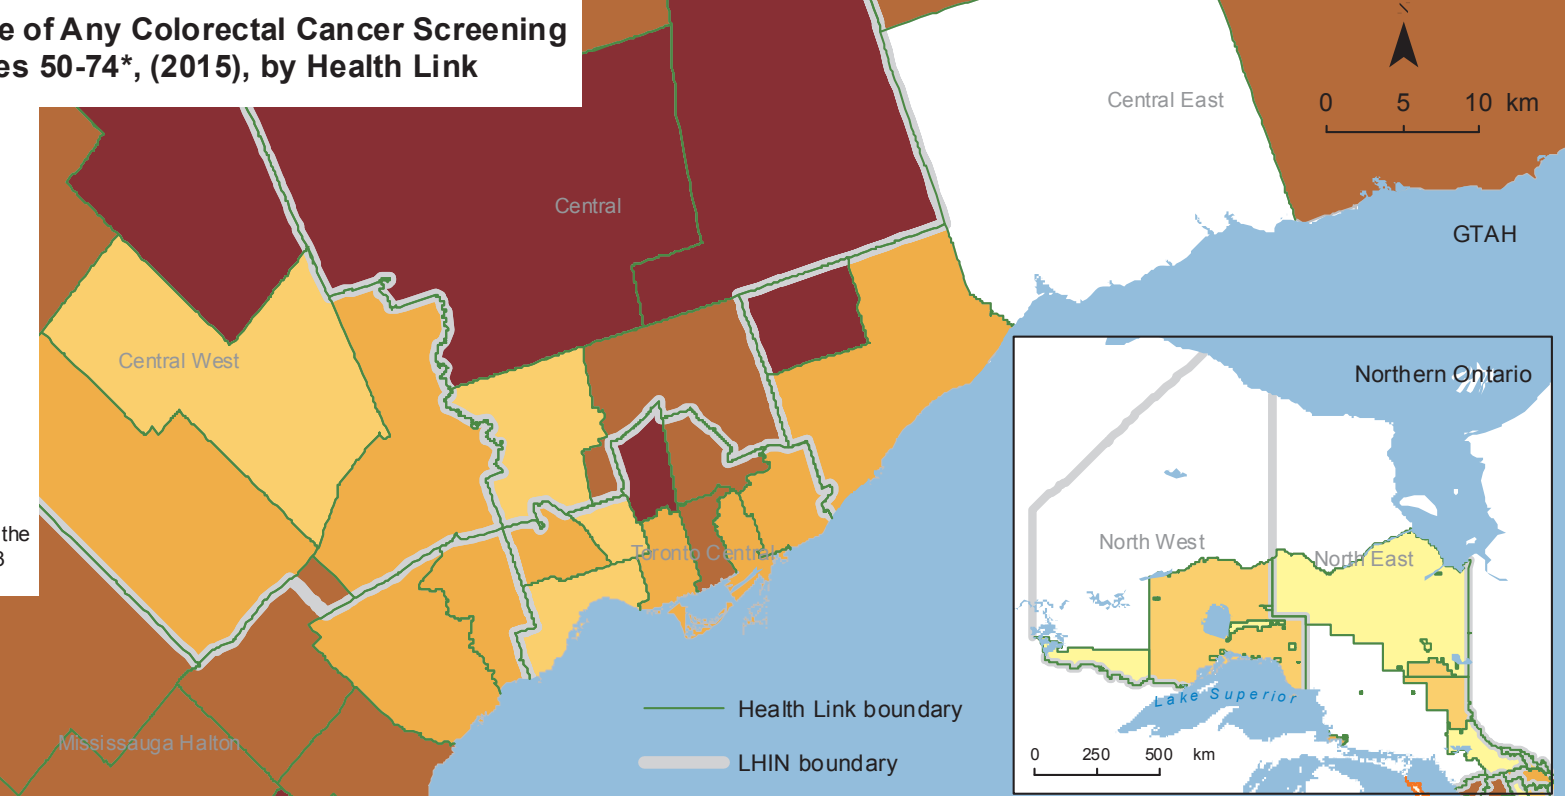 e of Any Colorectal Cancer Screening
es 50-74*, (2015), by Health Link
N
Central East
0 5 10 km
Central
GTAH
Central West
Northern Ontario
the
3
North West
North East
Toronto Central
Lake Superior
Health Link boundary
Mississauga Halton
0 250 500 km
LHIN boundary